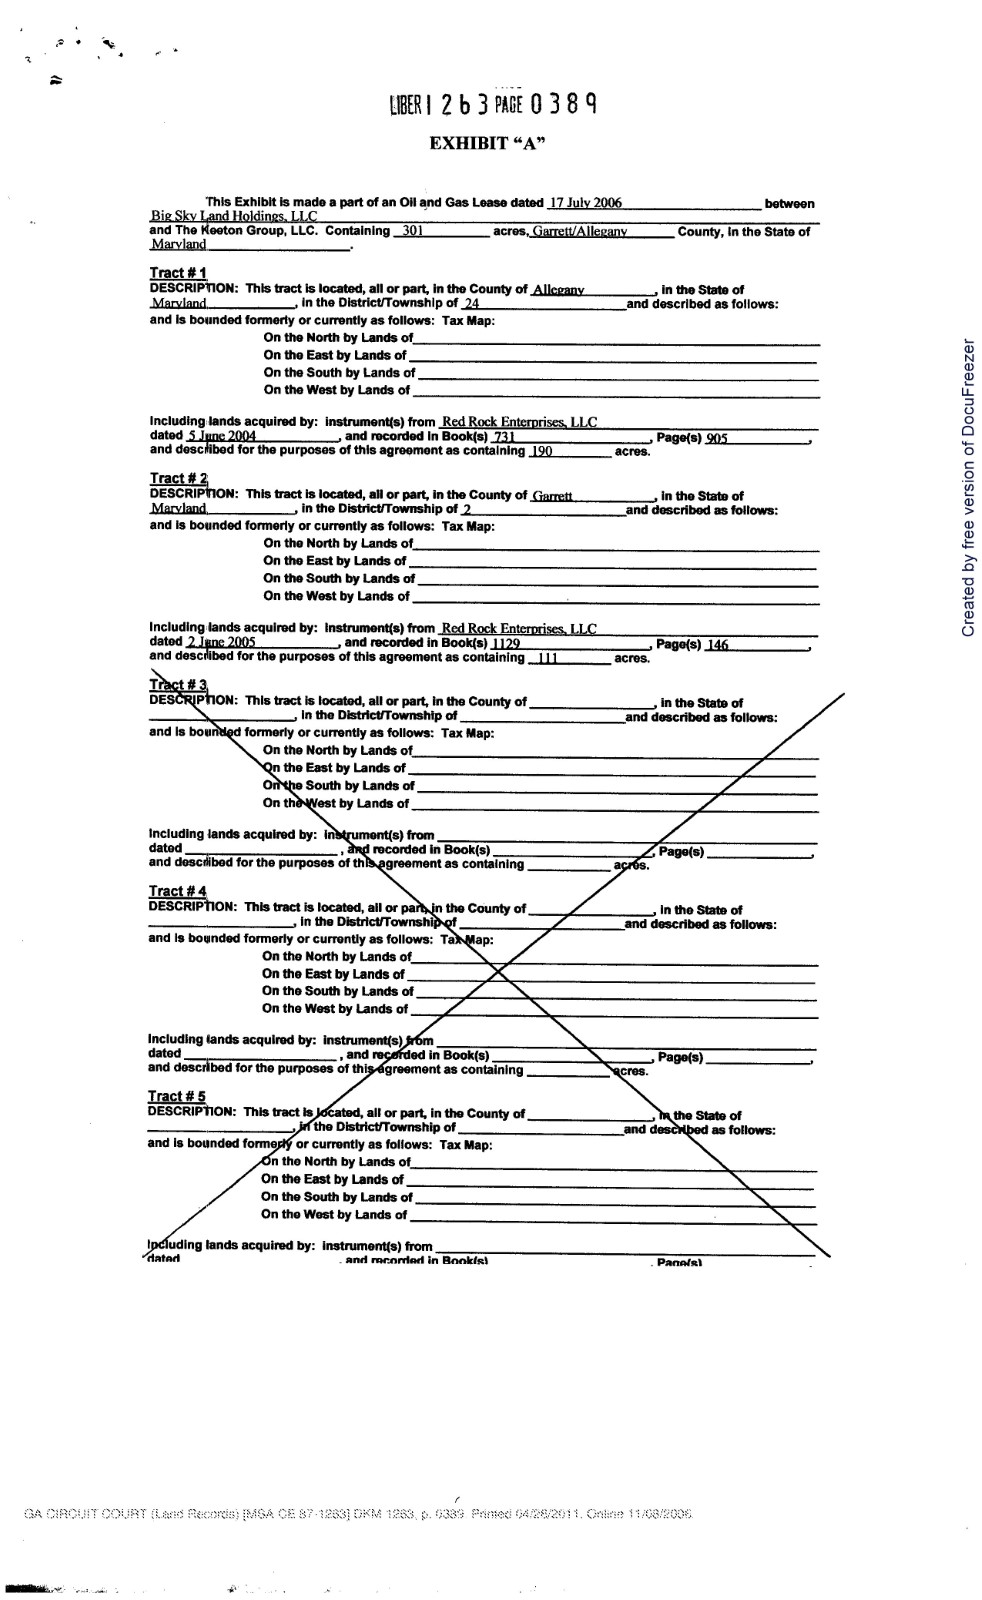 LIBER 1 2 6 3 PAGE 0 3 8 9
EXHIBIT “A”
This Exhibit is made a part of an Oil and Gas Lease dated 17 July 2006 between
Big Sky Land Holdings, LLC
and The Keeton Group, LLC. Containing 301 acres, Garrett/Allegany County, in the State of
Maryland .
Tract # 1
DESCRIPTION: This tract is located, all or part, in the County of Allegany , in the State of
Maryland , in the District/Township of 24 and described as follows:
and is bounded formerly or currently as follows: Tax Map:
On the North by Lands of
On the East by Lands of
On the South by Lands of
On the West by Lands of
Including lands acquired by: instrument(s) from Red Rock Enterprises, LLC
dated 5 June 2004 , and recorded in Book(s) 731 , Page(s) 905 ,
and described for the purposes of this agreement as containing 190 acres.
Tract # 2
DESCRIPTION: This tract is located, all or part, in the County of Garrett , in the State of
Maryland , in the District/Township of 2 and described as follows:
and is bounded formerly or currently as follows: Tax Map:
On the North by Lands of
On the East by Lands of
On the South by Lands of
On the West by Lands of
Including lands acquired by: instrument(s) from Red Rock Enterprises, LLC
dated 2 June 2005 , and recorded in Book(s) 1129 , Page(s) 146 ,
and described for the purposes of this agreement as containing 111 acres.
Tract # 3
DESCRIPTION: This tract is located, all or part, in the County of , in the State of
, in the District/Township of and described as follows:
and is bounded formerly or currently as follows: Tax Map:
On the North by Lands of
On the East by Lands of
On the South by Lands of
On the West by Lands of
Including lands acquired by: instrument(s) from
dated , and recorded in Book(s) , Page(s) ,
and described for the purposes of this agreement as containing acres.
Tract # 4
DESCRIPTION: This tract is located, all or part, in the County of , in the State of
, in the District/Township of and described as follows:
and is bounded formerly or currently as follows: Tax Map:
On the North by Lands of
On the East by Lands of
On the South by Lands of
On the West by Lands of
Including lands acquired by: instrument(s) from
dated , and recorded in Book(s) , Page(s) ,
and described for the purposes of this agreement as containing acres.
Tract # 5
DESCRIPTION: This tract is located, all or part, in the County of , in the State of
, in the District/Township of and described as follows:
and is bounded formerly or currently as follows: Tax Map:
On the North by Lands of
On the East by Lands of
On the South by Lands of
On the West by Lands of
Including lands acquired by: instrument(s) from
dated , and recorded in Book(s) , Page(s)
GA CIRCUIT COURT (Land Records) [MSA CE 87-1263] DKM 1263, p. 0389. Printed 04/26/2011. Online 11/08/2006.
Created by free version of DocuFreezer